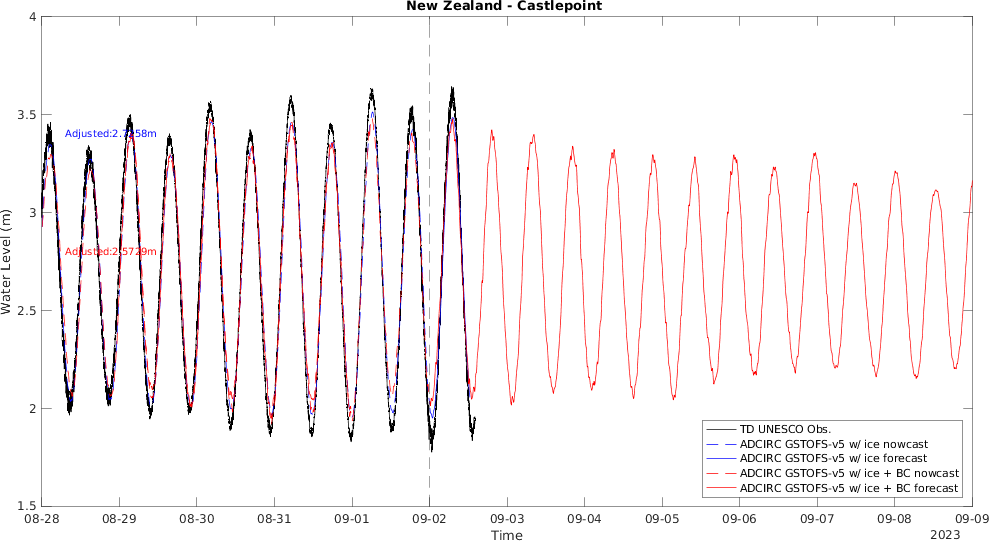 New Zealand - Castlepoint
4
3.5
3
2.5
2
1.5
Water Level (m)
Adjusted:2.7258m
Adjusted:2.5729m
TD UNESCO Obs.
ADCIRC GSTOFS-v5 w/ ice nowcast
ADCIRC GSTOFS-v5 w/ ice forecast
ADCIRC GSTOFS-v5 w/ ice + BC nowcast
ADCIRC GSTOFS-v5 w/ ice + BC forecast
08-28 08-29 08-30 08-31 09-01 09-02 09-03 09-04 09-05 09-06 09-07 09-08 09-09
Time
2023